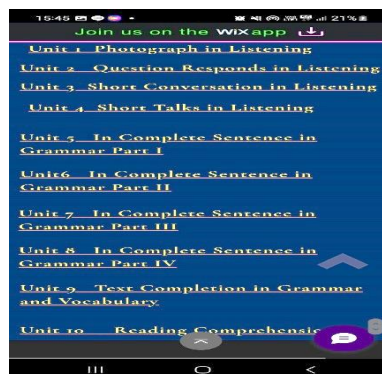 15:45 21%
Join us on the WiX app
Unit 1 Photograph in Listening
Unit 2 Question Responds in Listening
Unit 3 Short Conversation in Listening
Unit 4 Short Talks in Listening
Unit 5 In Complete Sentence in
Grammar Part I
Unit6 In Complete Sentence in
Grammar Part II
Unit 7 In Complete Sentence in
Grammar Part III
Unit 8 In Complete Sentence in
Grammar Part IV
Unit 9 Text Completion in Grammar
and Vocabulary
Unit 10 Reading Comprehensio